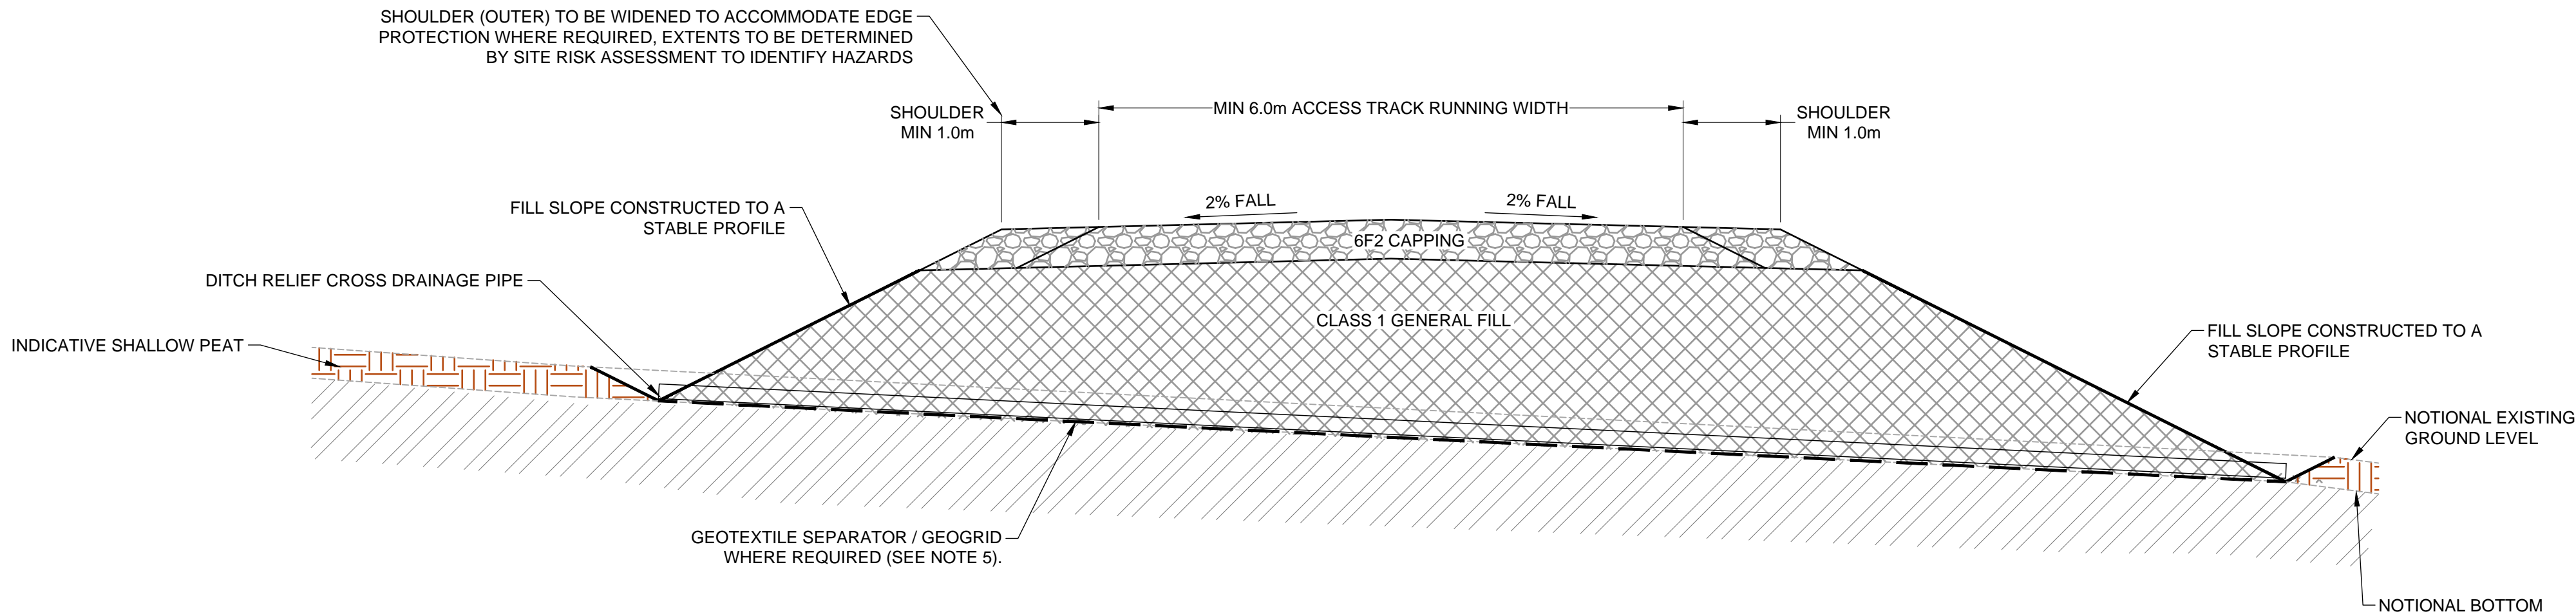 SHOULDER (OUTER) TO BE WIDENED TO ACCOMMODATE EDGE
PROTECTION WHERE REQUIRED, EXTENTS TO BE DETERMINED
BY SITE RISK ASSESSMENT TO IDENTIFY HAZARDS
SHOULDER
MIN 1.0m
MIN 6.0m ACCESS TRACK RUNNING WIDTH
SHOULDER
MIN 1.0m
FILL SLOPE CONSTRUCTED TO A
STABLE PROFILE
2% FALL
2% FALL
6F2 CAPPING
DITCH RELIEF CROSS DRAINAGE PIPE
CLASS 1 GENERAL FILL
INDICATIVE SHALLOW PEAT
FILL SLOPE CONSTRUCTED TO A
STABLE PROFILE
NOTIONAL EXISTING
GROUND LEVEL
GEOTEXTILE SEPARATOR / GEOGRID
WHERE REQUIRED (SEE NOTE 5).
NOTIONAL BOTTOM